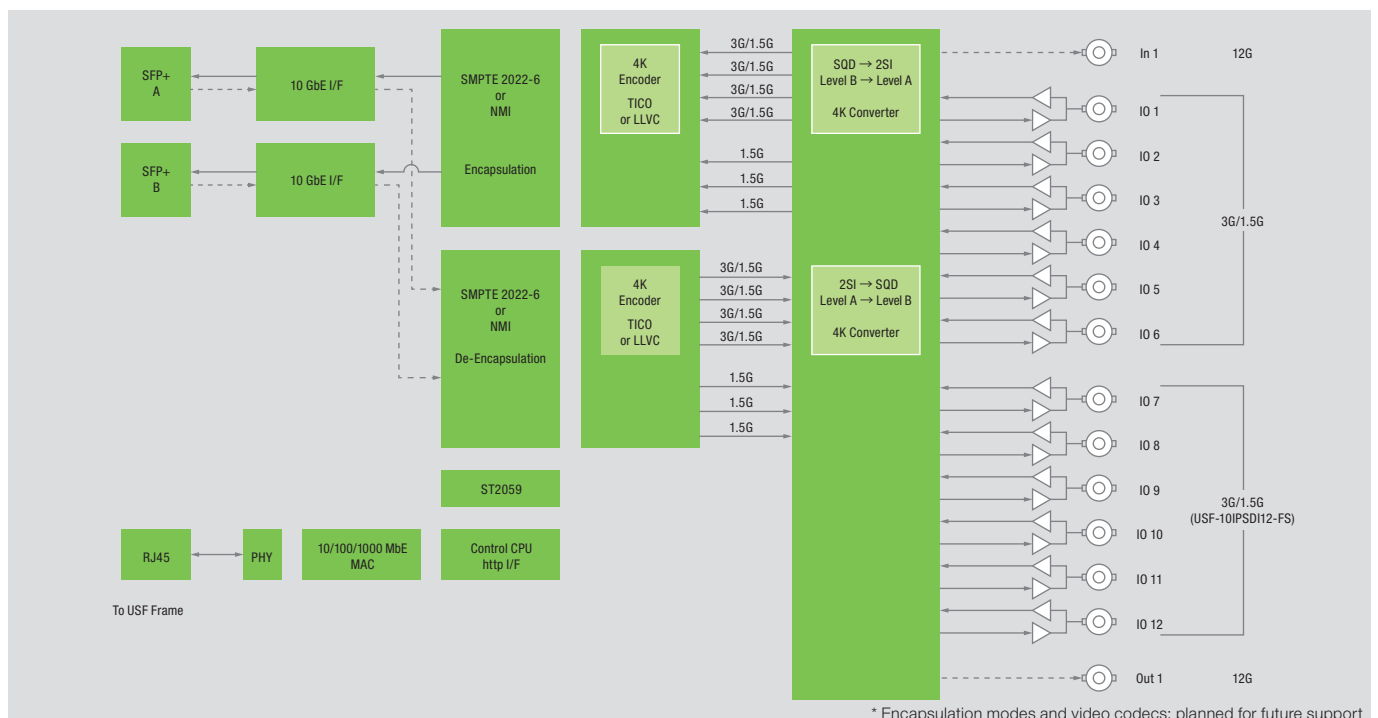 SFP+
A
10 GbE I/F
SMPTE 2022-6
or
NMI
Encapsulation
4K
Encoder
TICO
or LLVC
3G/1.5G
3G/1.5G
3G/1.5G
3G/1.5G
1.5G
1.5G
1.5G
SQD → 2SI
Level B → Level A
4K Converter
In 1
12G
IO 1
IO 2
IO 3
IO 4
IO 5
IO 6
3G/1.5G
SFP+
B
10 GbE I/F
SMPTE 2022-6
or
NMI
De-Encapsulation
4K
Encoder
TICO
or LLVC
3G/1.5G
3G/1.5G
3G/1.5G
3G/1.5G
1.5G
1.5G
1.5G
2SI → SQD
Level A → Level B
4K Converter
IO 7
IO 8
IO 9
IO 10
IO 11
IO 12
3G/1.5G
(USF-10IPSDI12-FS)
ST2059
RJ45
PHY
10/100/1000 MbE
MAC
Control CPU
http I/F
To USF Frame
Out 1
12G
* Encapsulation modes and video codecs: planned for future support